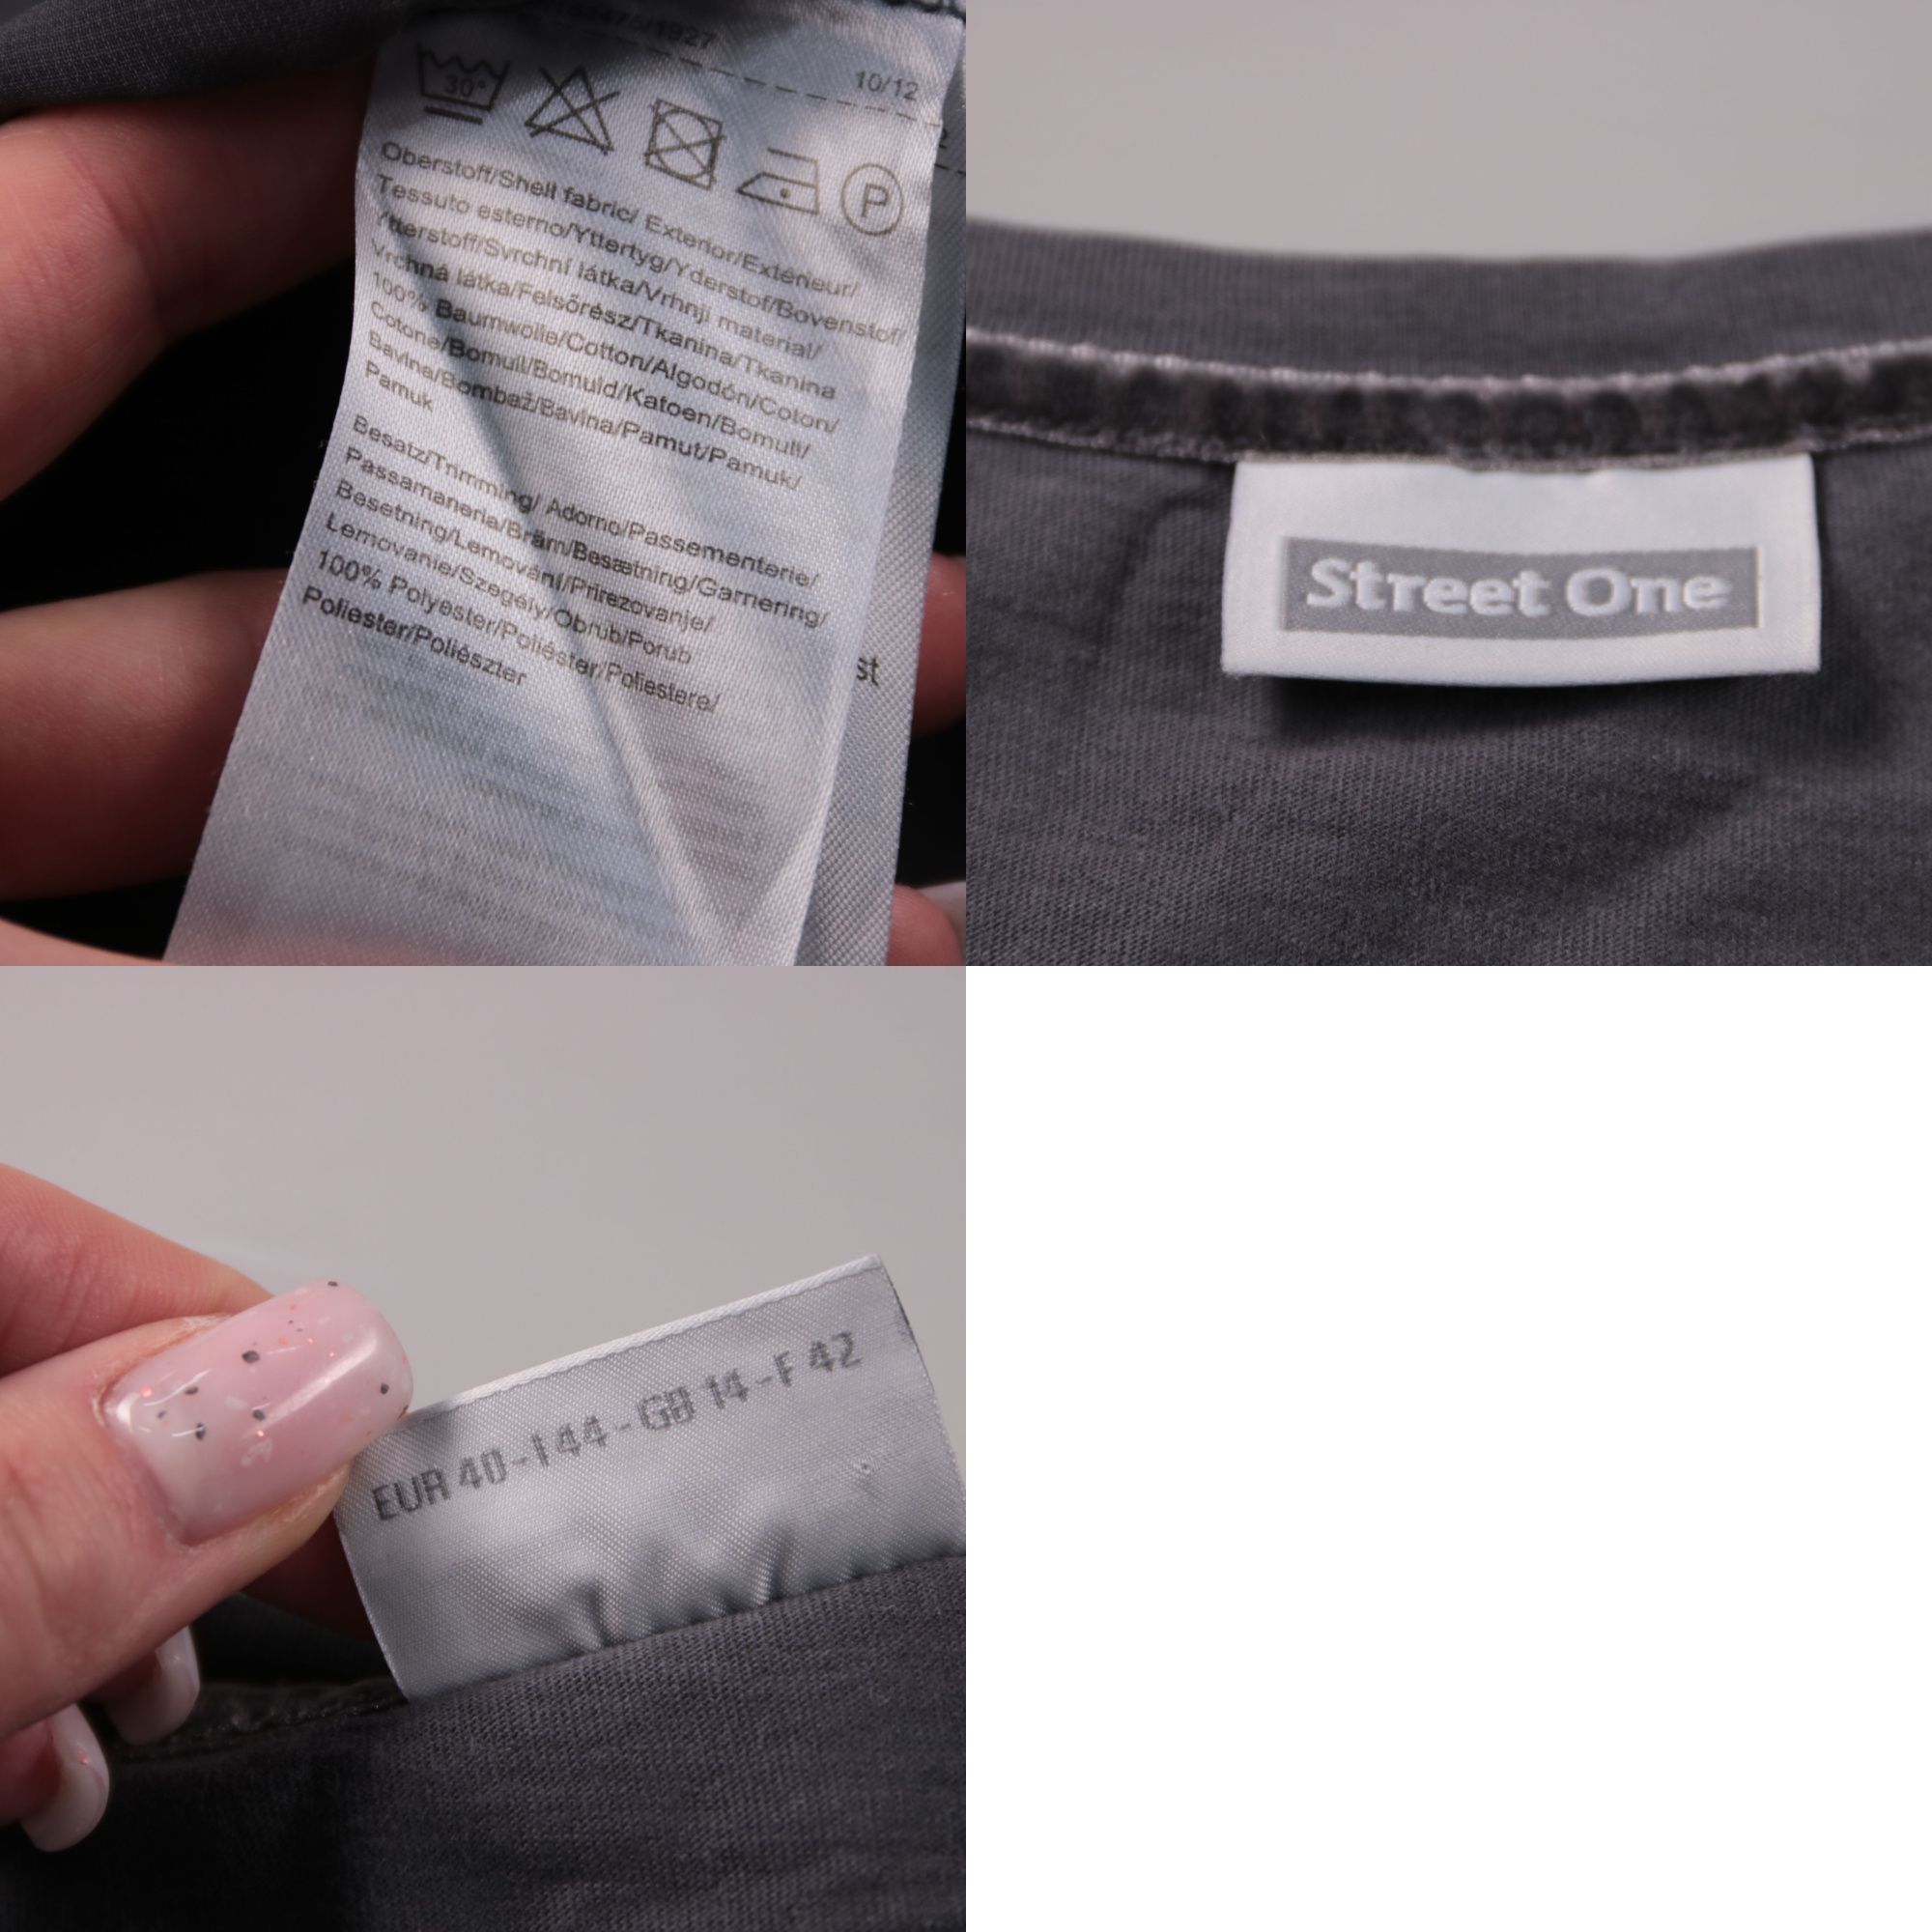 10/12
30°
P
Oberstoff/Shell fabric/ Exterior/Extérieur/
Tessuto esterno/Yttertyg/Yderstof/Bovenstof/
Ytterstoff/Svrchní látka/Vrhnji material/
Vrchná látka/Felsőrész/Tkanina/Tkanina
100% Baumwolle/Cotton/Algodón/Coton/
Cotone/Bomull/Bomuld/Katoen/Bomull/
Bavlna/Bombaž/Bavlna/Pamut/Pamuk/
Pamuk
Besatz/Trimming/ Adorno/Passementerie/
Passamaneria/Bräm/Besætning/Garnering/
Besetning/Lemování/Prirezovanje/
Lemovanie/Szegély/Obrub/Porub
100% Polyester/Poliéster/Poliestere/
Poliester/Poliészter
st
Street One
EUR 40-I 44-GB 14-F 42